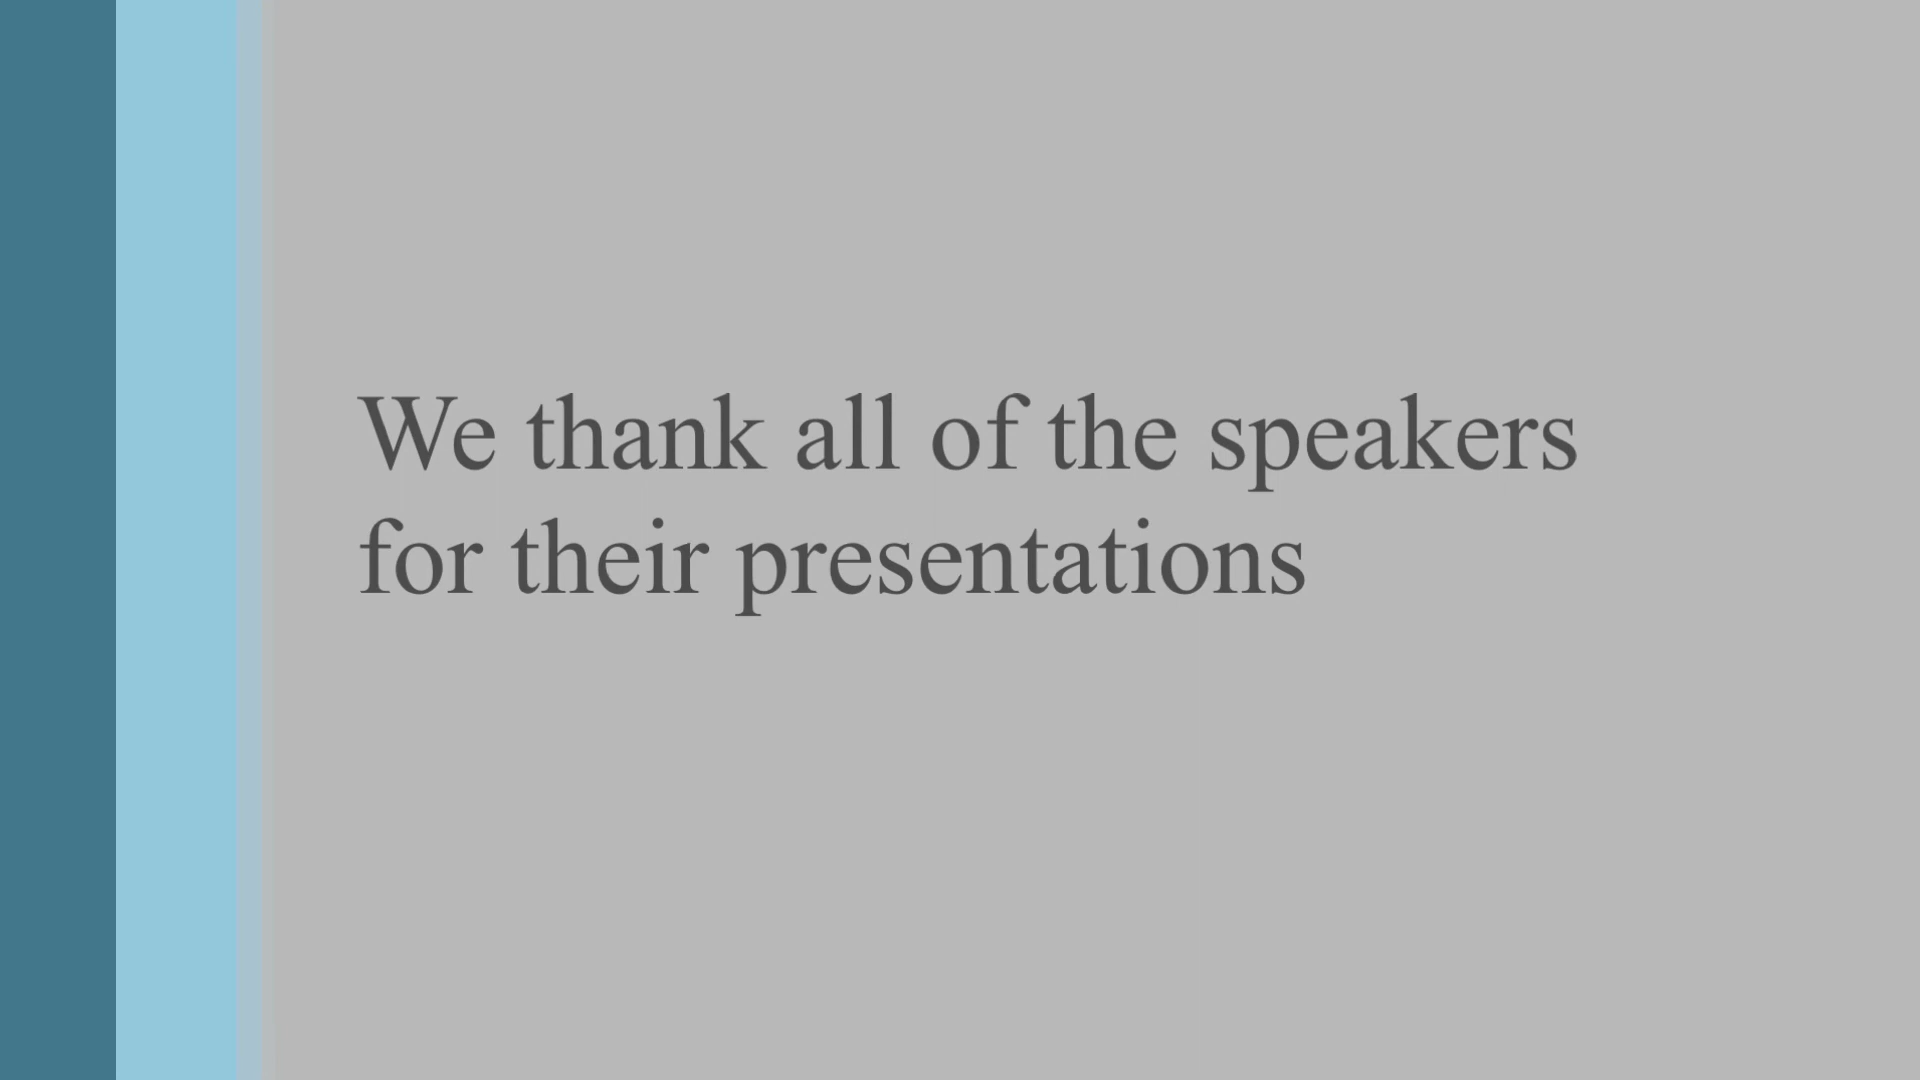 We thank all of the speakers
for their presentations